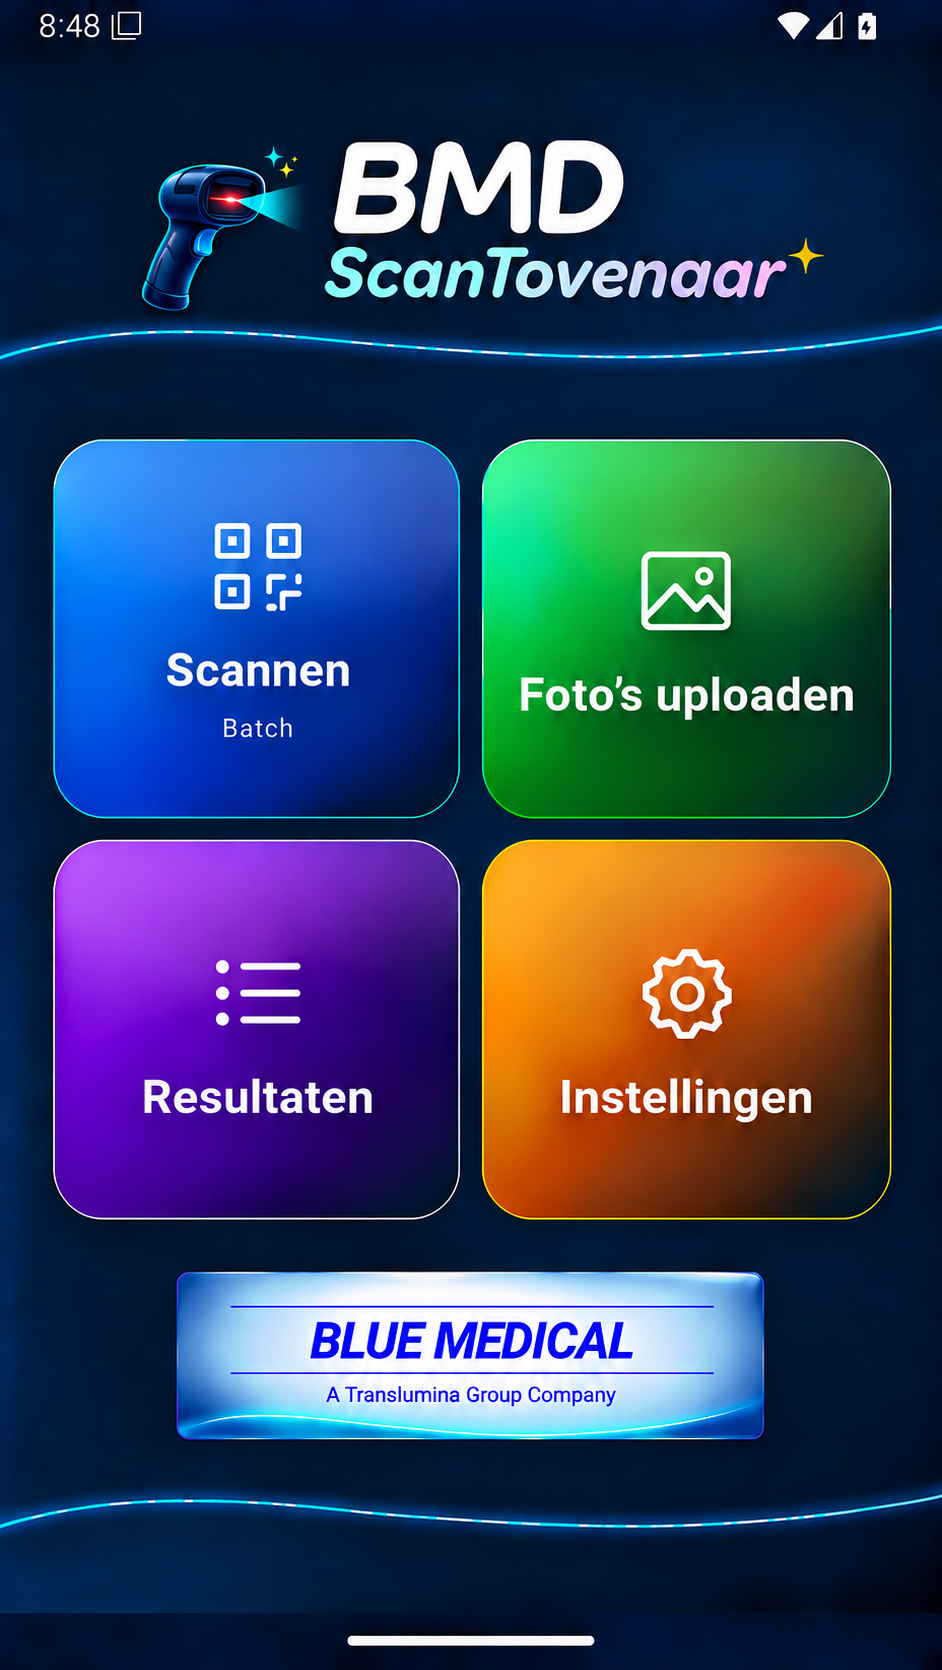 8:48
BMD
ScanTovenaar
Scannen
Batch
Foto’s uploaden
Resultaten
Instellingen
BLUE MEDICAL
A Translumina Group Company